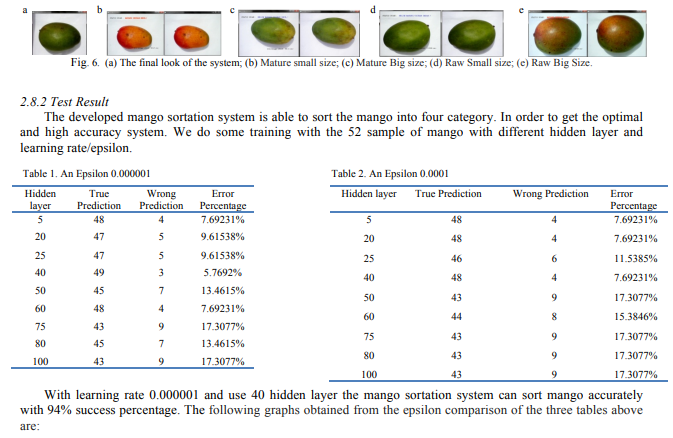 a b c d e
Fig. 6. (a) The final look of the system; (b) Mature small size; (c) Mature Big size; (d) Raw Small size; (e) Raw Big Size.
2.8.2 Test Result
The developed mango sortation system is able to sort the mango into four category. In order to get the optimal
and high accuracy system. We do some training with the 52 sample of mango with different hidden layer and
learning rate/epsilon.
Table 1. An Epsilon 0.000001
Hidden True Wrong Error
layer Prediction Prediction Percentage
5 48 4 7.69231%
20 47 5 9.61538%
25 47 5 9.61538%
40 49 3 5.7692%
50 45 7 13.4615%
60 48 4 7.69231%
75 43 9 17.3077%
80 45 7 13.4615%
100 43 9 17.3077%
Table 2. An Epsilon 0.0001
Hidden layer True Prediction Wrong Prediction Error
Percentage
5 48 4 7.69231%
20 48 4 7.69231%
25 46 6 11.5385%
40 48 4 7.69231%
50 43 9 17.3077%
60 44 8 15.3846%
75 43 9 17.3077%
80 43 9 17.3077%
100 43 9 17.3077%
With learning rate 0.000001 and use 40 hidden layer the mango sortation system can sort mango accurately
with 94% success percentage. The following graphs obtained from the epsilon comparison of the three tables above
are: